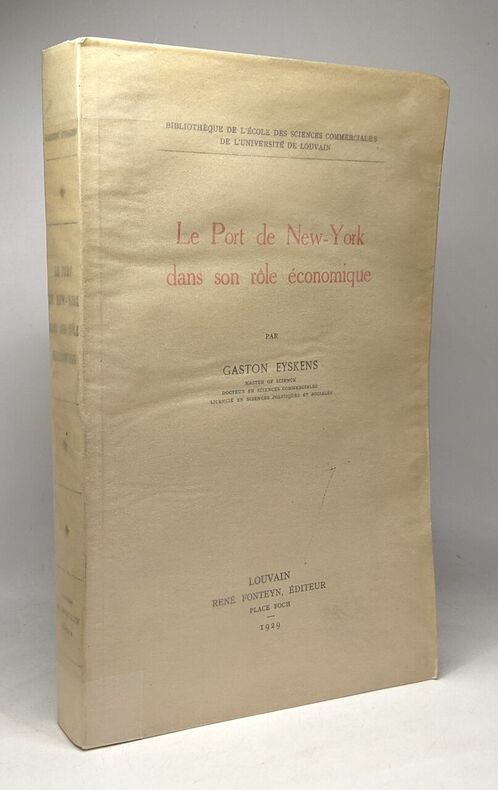 BIBLIOTHÈQUE DE L'ÉCOLE DES SCIENCES COMMERCIALES
DE L'UNIVERSITÉ DE LOUVAIN
Le Port de New-York
dans son rôle économique
PAR
GASTON EYSKENS
MASTER OF SCIENCE
DOCTEUR EN SCIENCES COMMERCIALES
LICENCIÉ EN SCIENCES POLITIQUES ET SOCIALES
LOUVAIN
RENÉ FONTEYN, ÉDITEUR
PLACE FOCH
1929
LE PORT